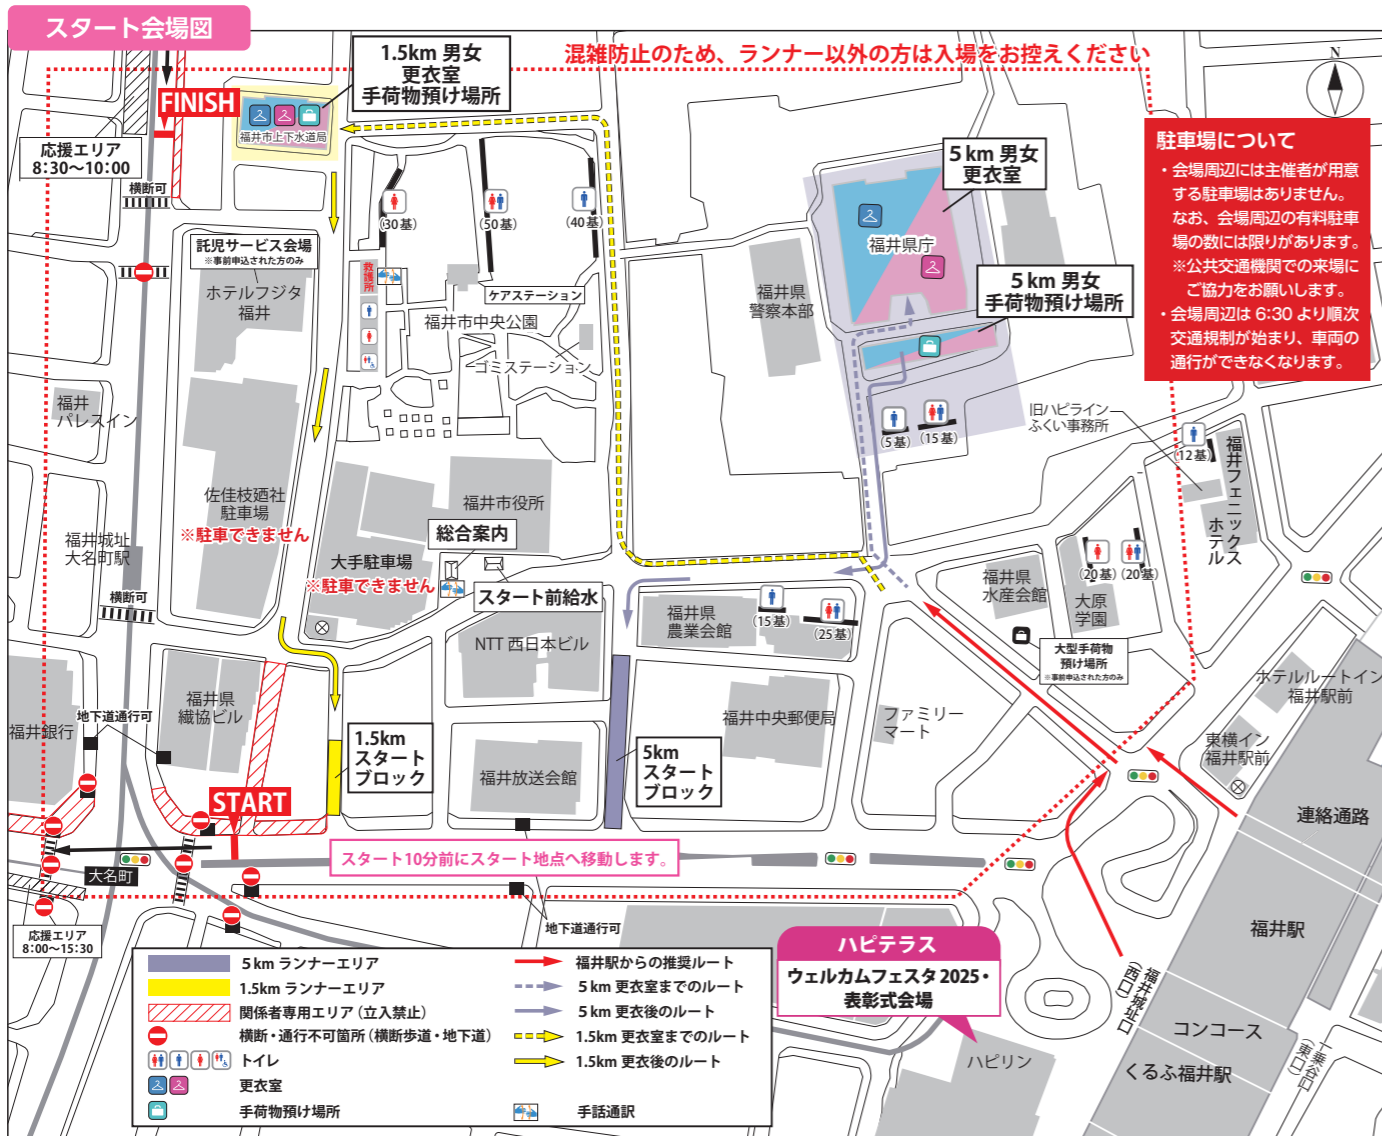 スタート会場図
混雑防止のため、ランナー以外の方は入場をお控えください
N
1.5km 男女
更衣室
手荷物預け場所
FINISH
福井市上下水道局
応援エリア
8:30〜10:00
横断可
(30基)
(50基)
(40基)
5km 男女
更衣室
福井県庁
5km 男女
手荷物預け場所
駐車場について
・会場周辺には主催者が用意
する駐車場はありません。
なお、会場周辺の有料駐車
場の数には限りがあります。
※公共交通機関での来場に
ご協力をお願いします。
・会場周辺は 6:30 より順次
交通規制が始まり、車両の
通行ができなくなります。
託児サービス会場
※事前申込された方のみ
ホテルフジタ
福井
救護所
ケアステーション
福井市中央公園
ゴミステーション
福井県
警察本部
福井
パレスイン
(5基)
(15基)
旧ハピライン
ふくい事務所
(12基)
福井フェニックス
ホテル
佐佳枝廼社
駐車場
※駐車できません
福井市役所
総合案内
大手駐車場
※駐車できません
スタート前給水
福井城址
大名町駅
横断可
福井県
農業会館
(15基)
(25基)
福井県
水産会館
(20基)
(20基)
大原
学園
大型手荷物
預け場所
※事前申込された方のみ
NTT 西日本ビル
福井県
繊協ビル
地下道通行可
福井銀行
1.5km
スタート
ブロック
福井放送会館
5km
スタート
ブロック
福井中央郵便局
ファミリー
マート
ホテルルートイン
福井駅前
東横イン
福井駅前
連絡通路
START
スタート10分前にスタート地点へ移動します。
大名町
応援エリア
8:00〜15:30
地下道通行可
福井駅
ハピテラス
ウェルカムフェスタ2025・
表彰式会場
ハピリン
福井城址口
(西口)
コンコース
くるふ福井駅
一乗谷口
(東口)
5km ランナーエリア
1.5km ランナーエリア
関係者専用エリア（立入禁止）
横断・通行不可箇所（横断歩道・地下道）
トイレ
更衣室
手荷物預け場所
福井駅からの推奨ルート
5km 更衣室までのルート
5km 更衣後のルート
1.5km 更衣室までのルート
1.5km 更衣後のルート
手話通訳